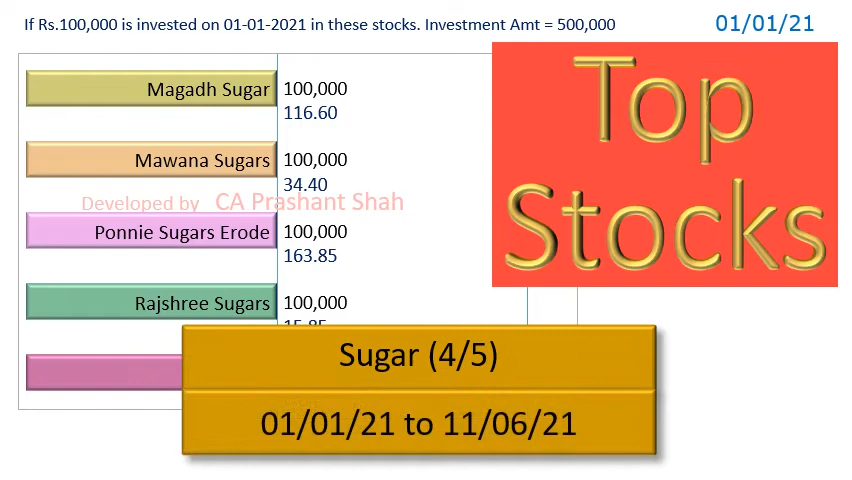 If Rs.100,000 is invested on 01-01-2021 in these stocks. Investment Amt = 500,000
01/01/21
Top
Stocks
Magadh Sugar 100,000
116.60
Mawana Sugars 100,000
34.40
Developed by CA Prashant Shah
Ponnie Sugars Erode 100,000
163.85
Rajshree Sugars 100,000
15.85
Sugar (4/5)
01/01/21 to 11/06/21